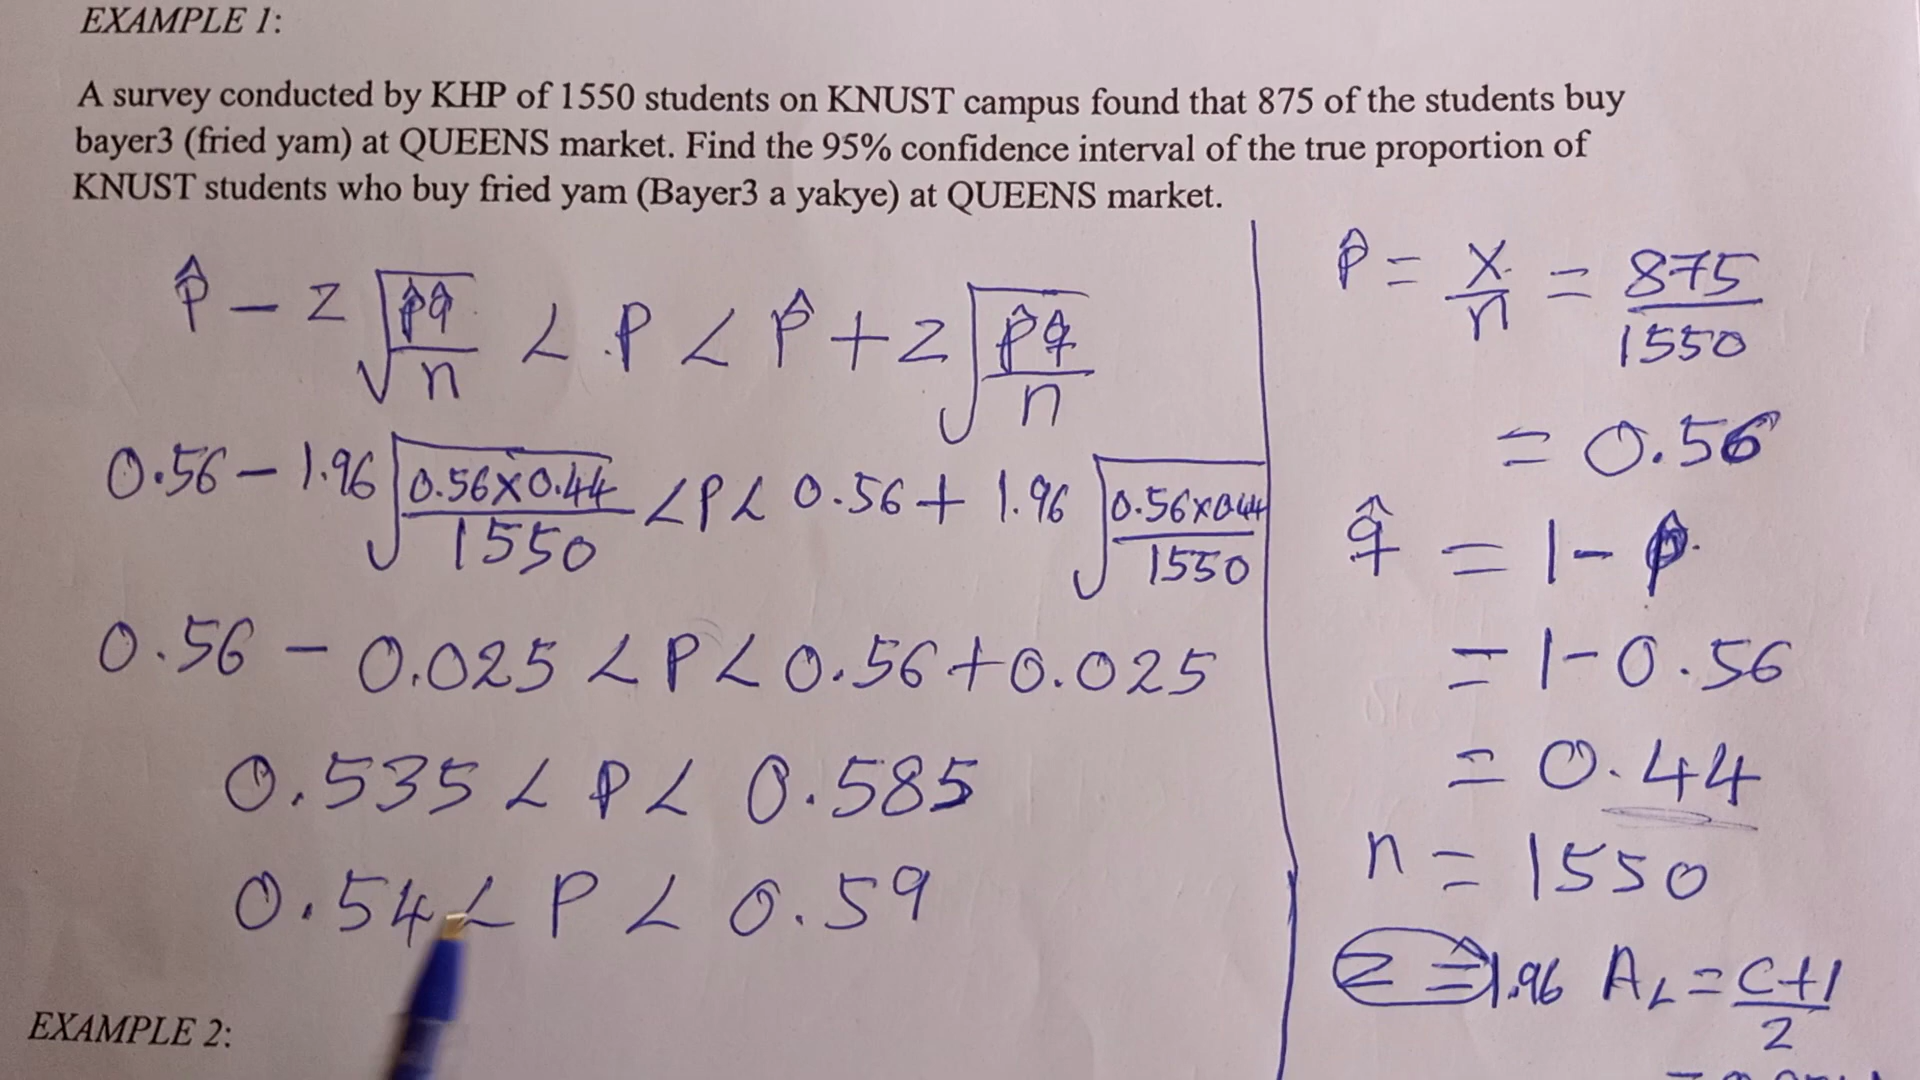 EXAMPLE 1:
A survey conducted by KHP of 1550 students on KNUST campus found that 875 of the students buy
bayer3 (fried yam) at QUEENS market. Find the 95% confidence interval of the true proportion of
KNUST students who buy fried yam (Bayer3 a yakye) at QUEENS market.
p̂ - z√(p̂q̂/n) < P < p̂ + z√(p̂q̂/n)
0.56 - 1.96√(0.56×0.44/1550) < P < 0.56 + 1.96√(0.56×0.44/1550)
0.56 - 0.025 < P < 0.56 + 0.025
0.535 < P < 0.585
0.54 < P < 0.59
p̂ = x/n = 875/1550
= 0.56
q̂ = 1 - p̂
= 1 - 0.56
= 0.44
n = 1550
z = 1.96 A_L = C+1/2
EXAMPLE 2: